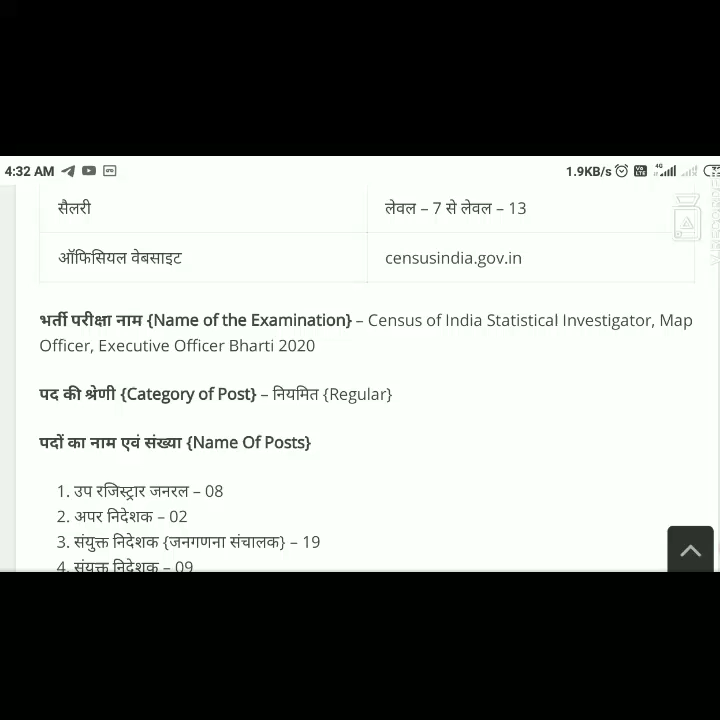 4:32 AM 1.9KB/s 4G
सैलरी लेवल – 7 से लेवल – 13
ऑफिसियल वेबसाइट censusindia.gov.in
भर्ती परीक्षा नाम {Name of the Examination} – Census of India Statistical Investigator, Map
Officer, Executive Officer Bharti 2020
पद की श्रेणी {Category of Post} – नियमित {Regular}
पदों का नाम एवं संख्या {Name Of Posts}
1. उप रजिस्ट्रार जनरल – 08
2. अपर निदेशक – 02
3. संयुक्त निदेशक {जनगणना संचालक} – 19
4. संयुक्त निदेशक – 09